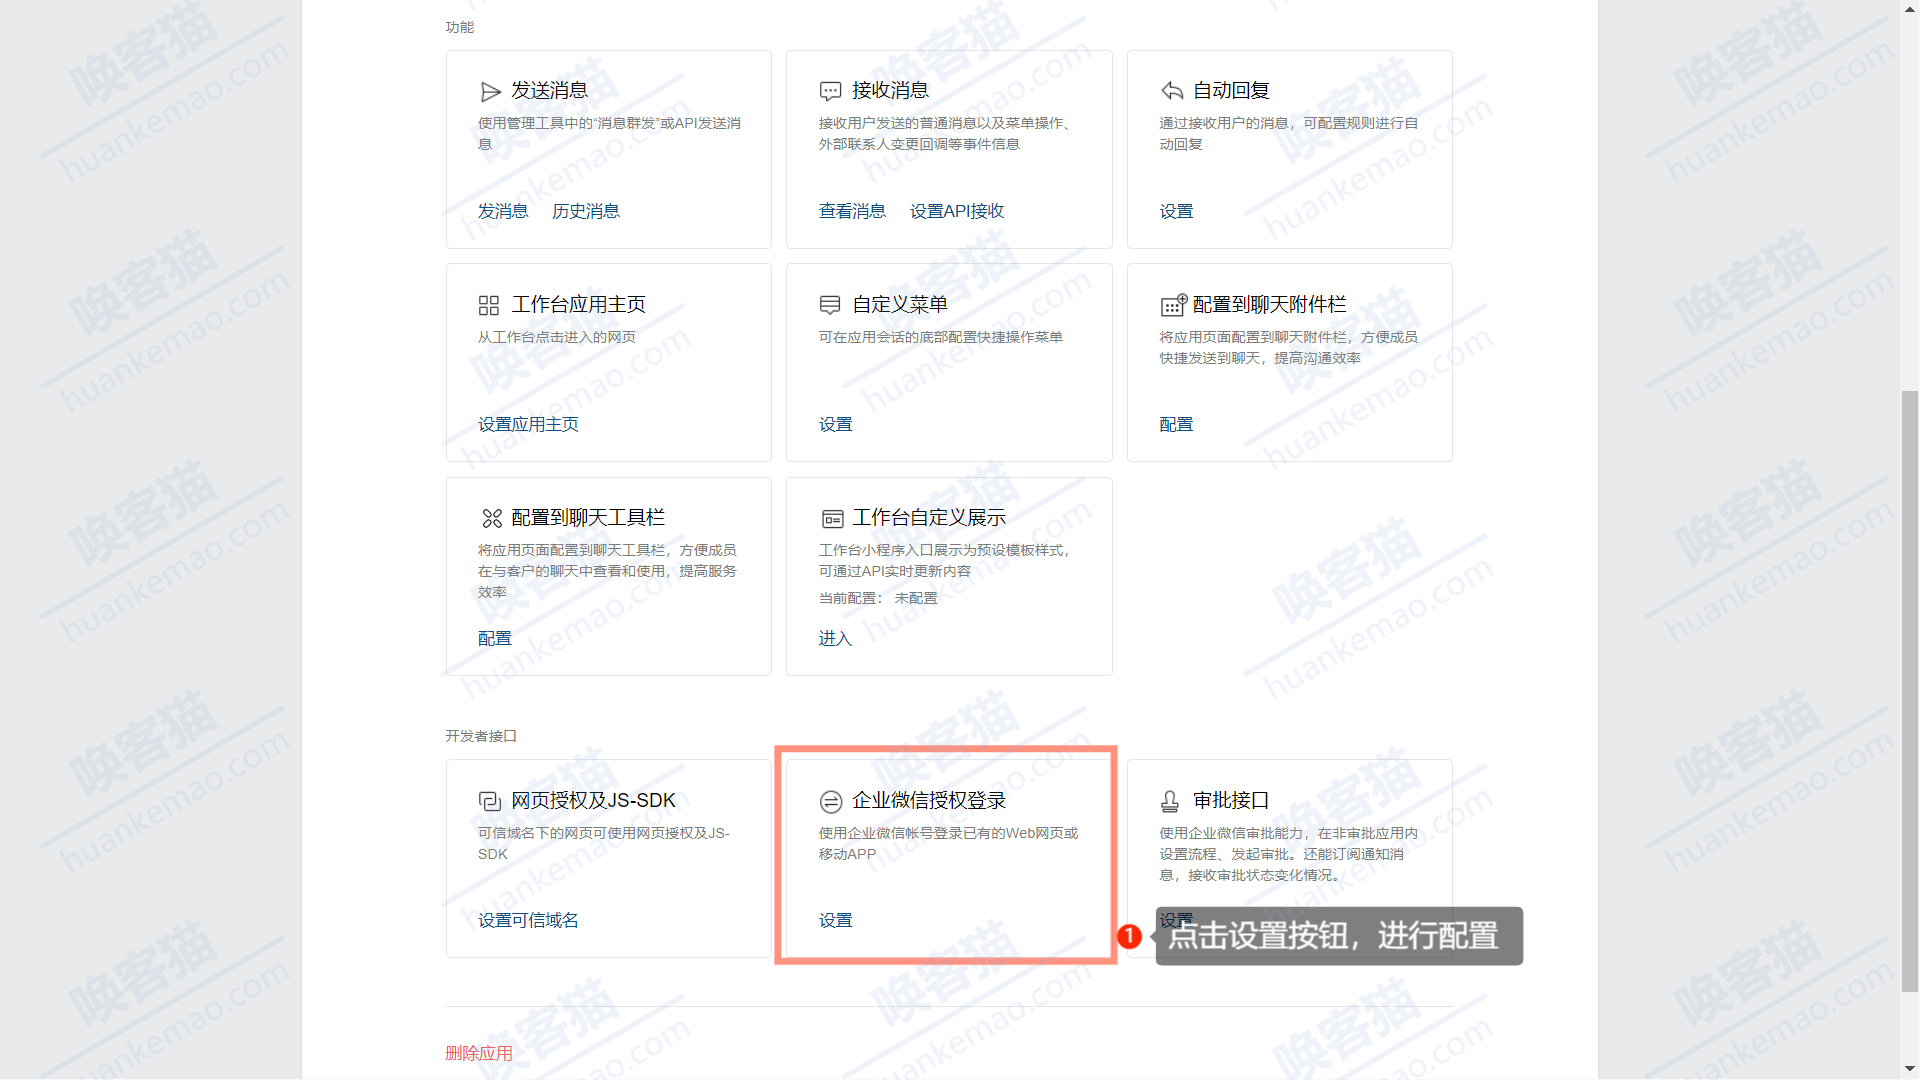 功能
发送消息
使用管理工具中的“消息群发”或API发送消
息
发消息 历史消息
接收消息
接收用户发送的普通消息以及菜单操作、
外部联系人变更回调等事件信息
查看消息 设置API接收
自动回复
通过接收用户的消息，可配置规则进行自
动回复
设置
工作台应用主页
从工作台点击进入的网页
设置应用主页
自定义菜单
可在应用会话的底部配置快捷操作菜单
设置
配置到聊天附件栏
将应用页面配置到聊天附件栏，方便成员
快捷发送到聊天，提高沟通效率
配置
配置到聊天工具栏
将应用页面配置到聊天工具栏，方便成员
在与客户的聊天中查看和使用，提高服务
效率
配置
工作台自定义展示
工作台小程序入口展示为预设模板样式，
可通过API实时更新内容
当前配置： 未配置
进入
开发者接口
网页授权及JS-SDK
可信域名下的网页可使用网页授权及JS-
SDK
设置可信域名
企业微信授权登录
使用企业微信帐号登录已有的Web网页或
移动APP
设置
审批接口
使用企业微信审批能力，在非审批应用内
设置流程、发起审批。还能订阅通知消
息，接收审批状态变化情况。
设置
1 点击设置按钮，进行配置
删除应用
唤客猫
huankemao.com